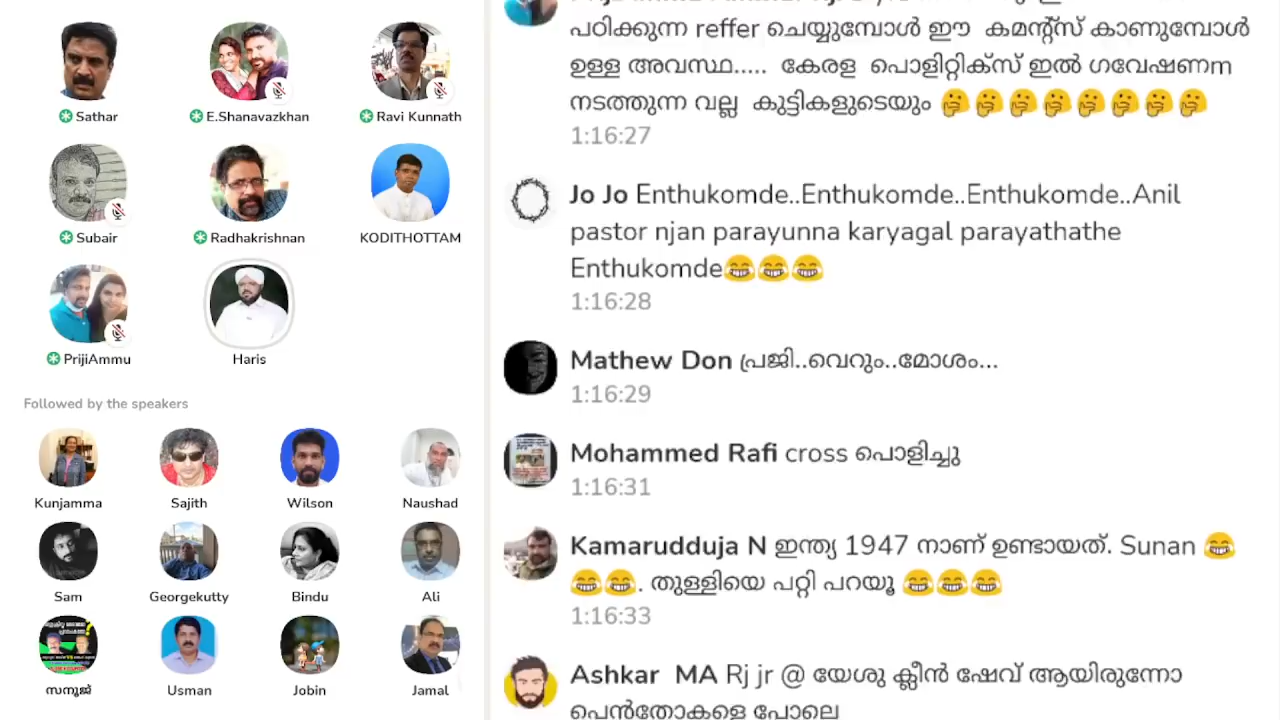 Sathar
E.Shanavazkhan
Ravi Kunnath
Subair
Radhakrishnan
KODITHOTTAM
PrijiAmmu
Haris
Followed by the speakers
Kunjamma
Sajith
Wilson
Naushad
Sam
Georgekutty
Bindu
Ali
സനൂജ്
Usman
Jobin
Jamal
പഠിക്കുന്ന reffer ചെയ്യുമ്പോൾ ഈ കമന്റ്സ് കാണുമ്പോൾ
ഉള്ള അവസ്ഥ..... കേരള പൊളിറ്റിക്സ് ഇൽ ഗവേഷണm
നടത്തുന്ന വല്ല കുട്ടികളുടെയും 🤔🤔🤔🤔🤔🤔🤔🤔
1:16:27
Jo Jo Enthukomde..Enthukomde..Enthukomde..Anil
pastor njan parayunna karyagal parayathathe
Enthukomde😂😂😂
1:16:28
Mathew Don പ്രജി..വെറും..മോശം...
1:16:29
Mohammed Rafi cross പൊളിച്ചു
1:16:31
Kamarudduja N ഇന്ത്യ 1947 നാണ് ഉണ്ടായത്. Sunan 😂
😂😂. തുള്ളിയെ പറ്റി പറയൂ 😂😂😂
1:16:33
Ashkar MA Rj jr @ യേശു ക്ലീൻ ഷേവ് ആയിരുന്നോ
പെൻതോകളെ പോലെ